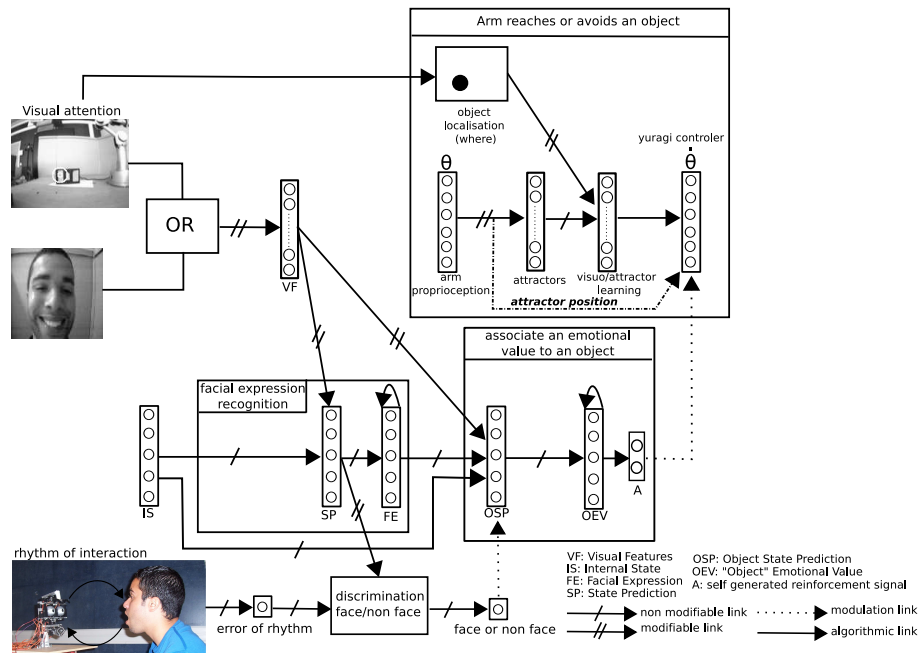 Arm reaches or avoids an object
Visual attention
object
localisation
(where)
yuragi controler
θ
θ
OR
VF
arm
proprioception
attractors
visuo/attractor
learning
attractor position
associate an emotional
value to an object
facial expression
recognition
IS
SP
FE
OSP
OEV
A
rhythm of interaction
error of rhythm
discrimination
face/non face
face or non face
VF: Visual Features
IS: Internal State
FE: Facial Expression
SP: State Prediction
OSP: Object State Prediction
OEV: "Object" Emotional Value
A: self generated reinforcement signal
non modifiable link
modifiable link
modulation link
algorithmic link